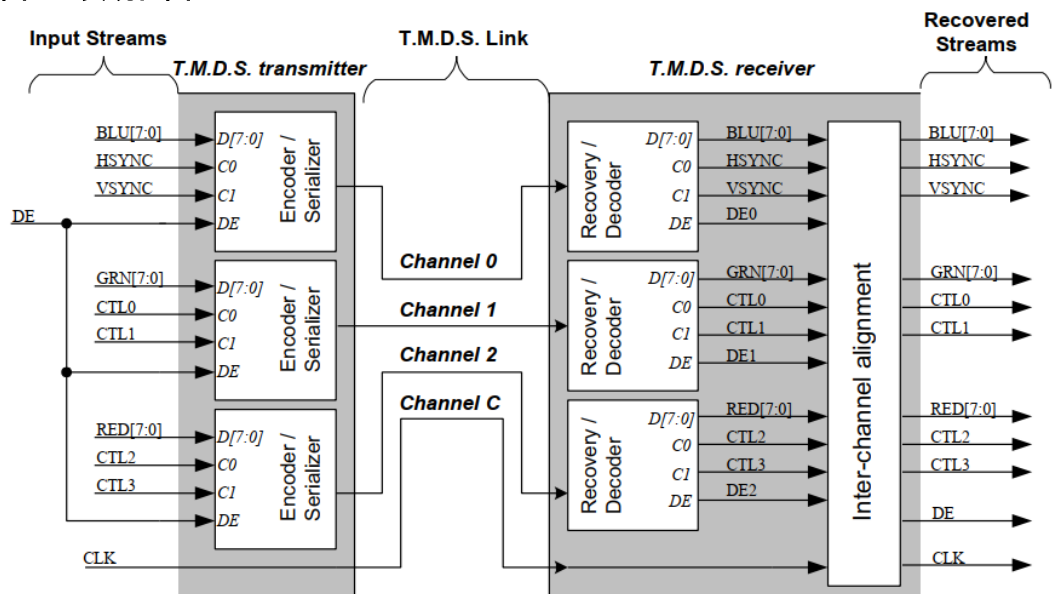 Input Streams
T.M.D.S. Link
Recovered
Streams
T.M.D.S. transmitter
T.M.D.S. receiver
BLU[7:0]
HSYNC
VSYNC
DE
D[7:0]
C0
C1
DE
Encoder /
Serializer
GRN[7:0]
CTL0
CTL1
D[7:0]
C0
C1
DE
Encoder /
Serializer
RED[7:0]
CTL2
CTL3
D[7:0]
C0
C1
DE
Encoder /
Serializer
CLK
Channel 0
Channel 1
Channel 2
Channel C
Recovery /
Decoder
D[7:0]
C0
C1
DE
BLU[7:0]
HSYNC
VSYNC
DE0
Recovery /
Decoder
D[7:0]
C0
C1
DE
GRN[7:0]
CTL0
CTL1
DE1
Recovery /
Decoder
D[7:0]
C0
C1
DE
RED[7:0]
CTL2
CTL3
DE2
Inter-channel alignment
BLU[7:0]
HSYNC
VSYNC
GRN[7:0]
CTL0
CTL1
RED[7:0]
CTL2
CTL3
DE
CLK